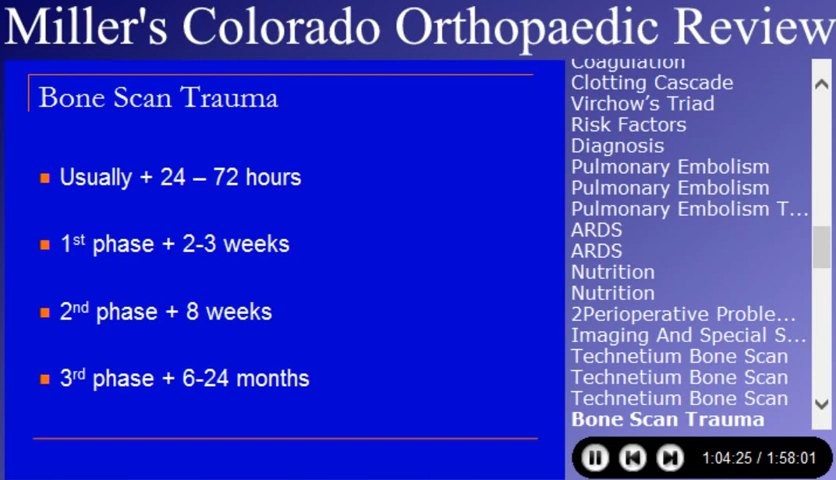 Miller's Colorado Orthopaedic Review
Bone Scan Trauma
Usually + 24 – 72 hours
1st phase + 2-3 weeks
2nd phase + 8 weeks
3rd phase + 6-24 months
Coagulation
Clotting Cascade
Virchow's Triad
Risk Factors
Diagnosis
Pulmonary Embolism
Pulmonary Embolism
Pulmonary Embolism T...
ARDS
ARDS
Nutrition
Nutrition
2Perioperative Proble...
Imaging And Special S...
Technetium Bone Scan
Technetium Bone Scan
Technetium Bone Scan
Bone Scan Trauma
1:04:25 / 1:58:01